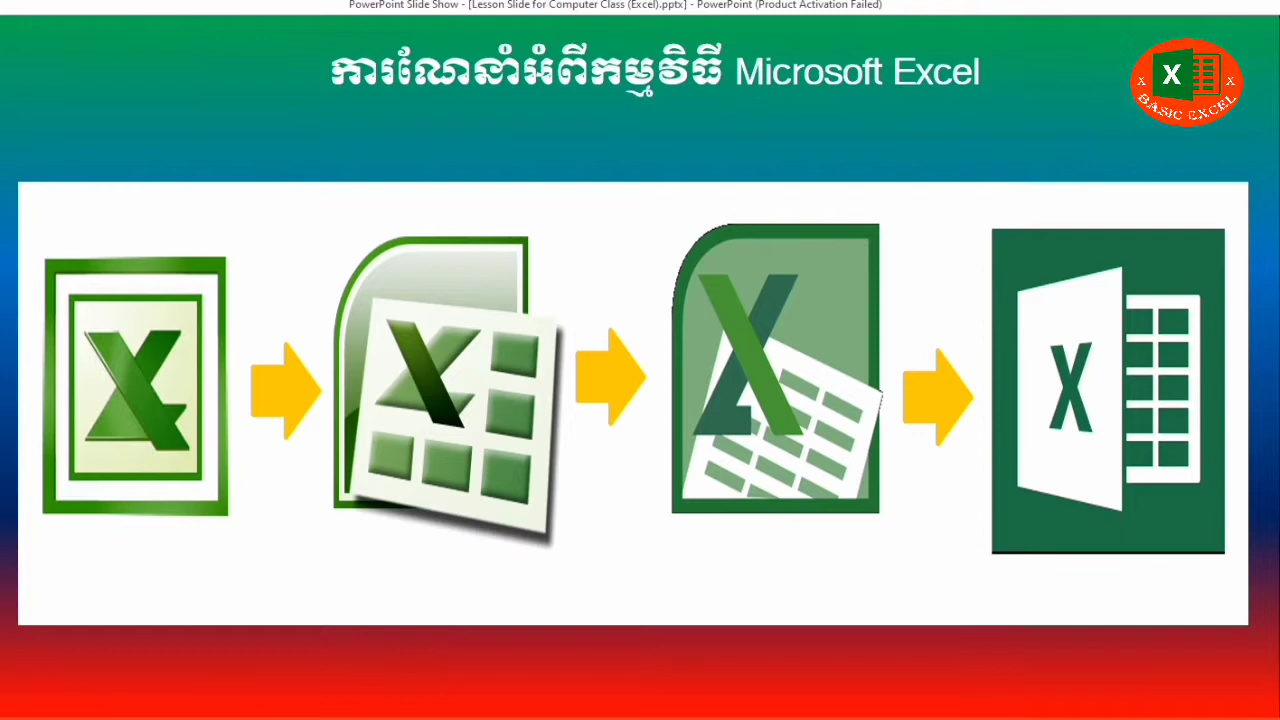 PowerPoint Slide Show - [Lesson Slide for Computer Class (Excel).pptx] - PowerPoint (Product Activation Failed)
ការណែនាំអំពីកម្មវិធី Microsoft Excel
X
X X
BASIC EXCEL
X
X
X
X